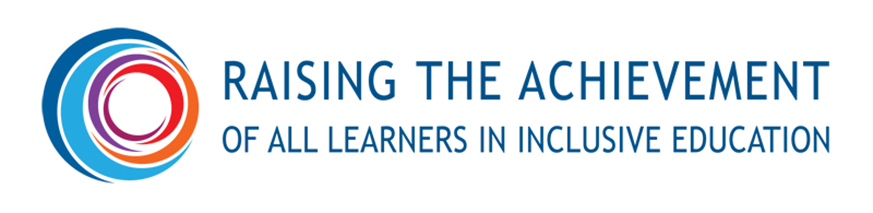 RAISING THE ACHIEVEMENT
OF ALL LEARNERS IN INCLUSIVE EDUCATION